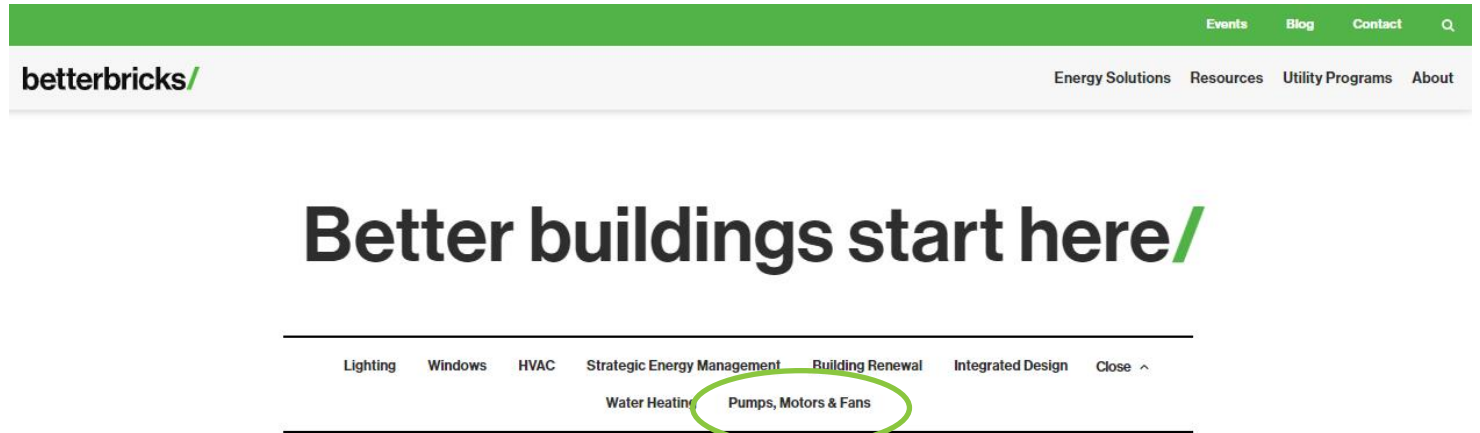 Events Blog Contact
betterbricks/
Energy Solutions Resources Utility Programs About
Better buildings start here/
Lighting Windows HVAC Strategic Energy Management Building Renewal Integrated Design Close
Water Heating Pumps, Motors & Fans